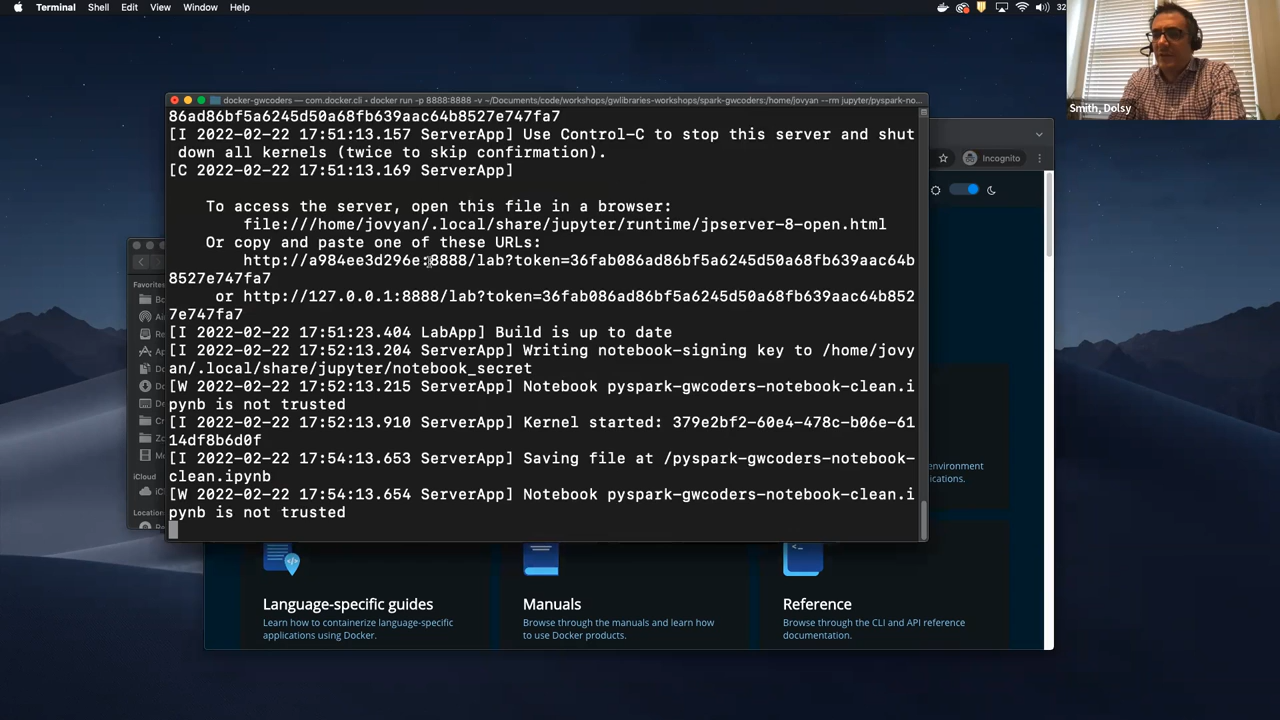 Terminal Shell Edit View Window Help
docker-gwcoders — com.docker.cli ◂ docker run -p 8888:8888 -v ~/Documents/code/workshops/gwlibraries-workshops/spark-gwcoders:/home/jovyan --rm jupyter/pyspark-no...
86ad86bf5a6245d50a68fb639aac64b8527e747fa7
[I 2022-02-22 17:51:13.157 ServerApp] Use Control-C to stop this server and shut
down all kernels (twice to skip confirmation).
[C 2022-02-22 17:51:13.169 ServerApp]
To access the server, open this file in a browser:
file:///home/jovyan/.local/share/jupyter/runtime/jpserver-8-open.html
Or copy and paste one of these URLs:
http://a984ee3d296e:8888/lab?token=36fab086ad86bf5a6245d50a68fb639aac64b
8527e747fa7
or http://127.0.0.1:8888/lab?token=36fab086ad86bf5a6245d50a68fb639aac64b852
7e747fa7
[I 2022-02-22 17:51:23.404 LabApp] Build is up to date
[I 2022-02-22 17:52:13.204 ServerApp] Writing notebook-signing key to /home/jovy
an/.local/share/jupyter/notebook_secret
[W 2022-02-22 17:52:13.215 ServerApp] Notebook pyspark-gwcoders-notebook-clean.i
pynb is not trusted
[I 2022-02-22 17:52:13.910 ServerApp] Kernel started: 379e2bf2-60e4-478c-b06e-61
14df8b6d0f
[I 2022-02-22 17:54:13.653 ServerApp] Saving file at /pyspark-gwcoders-notebook-
clean.ipynb
[W 2022-02-22 17:54:13.654 ServerApp] Notebook pyspark-gwcoders-notebook-clean.i
pynb is not trusted
Smith, Dolsy
Incognito
Favorites
iCloud
Locations
Language-specific guides
Learn how to containerize language-specific
applications using Docker.
Manuals
Browse through the manuals and learn how
to use Docker products.
Reference
Browse through the CLI and API reference
documentation.